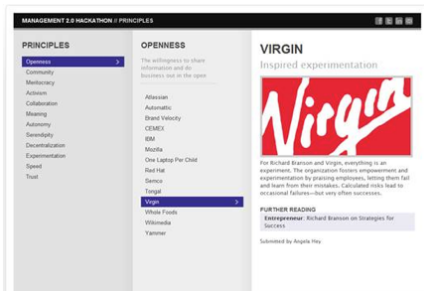 MANAGEMENT 2.0 HACKATHON // PRINCIPLES
PRINCIPLES
Openness
Community
Meritocracy
Activism
Collaboration
Meaning
Autonomy
Serendipity
Decentralization
Experimentation
Speed
Trust
OPENNESS
The willingness to share
information and do
business out in the open
Atlassian
Automattic
Brand Velocity
CEMEX
IBM
Mozilla
One Laptop Per Child
Red Hat
Semco
Tongal
Virgin
Whole Foods
Wikimedia
Yammer
VIRGIN
Inspired experimentation
Virgin
For Richard Branson and Virgin, everything is an
experiment. The organization fosters empowerment and
experimentation by praising employees, letting them fail
and learn from their mistakes. Calculated risks lead to
occasional failures—but very often successes.
FURTHER READING
Entrepreneur: Richard Branson on Strategies for
Success
Submitted by Angela Hey